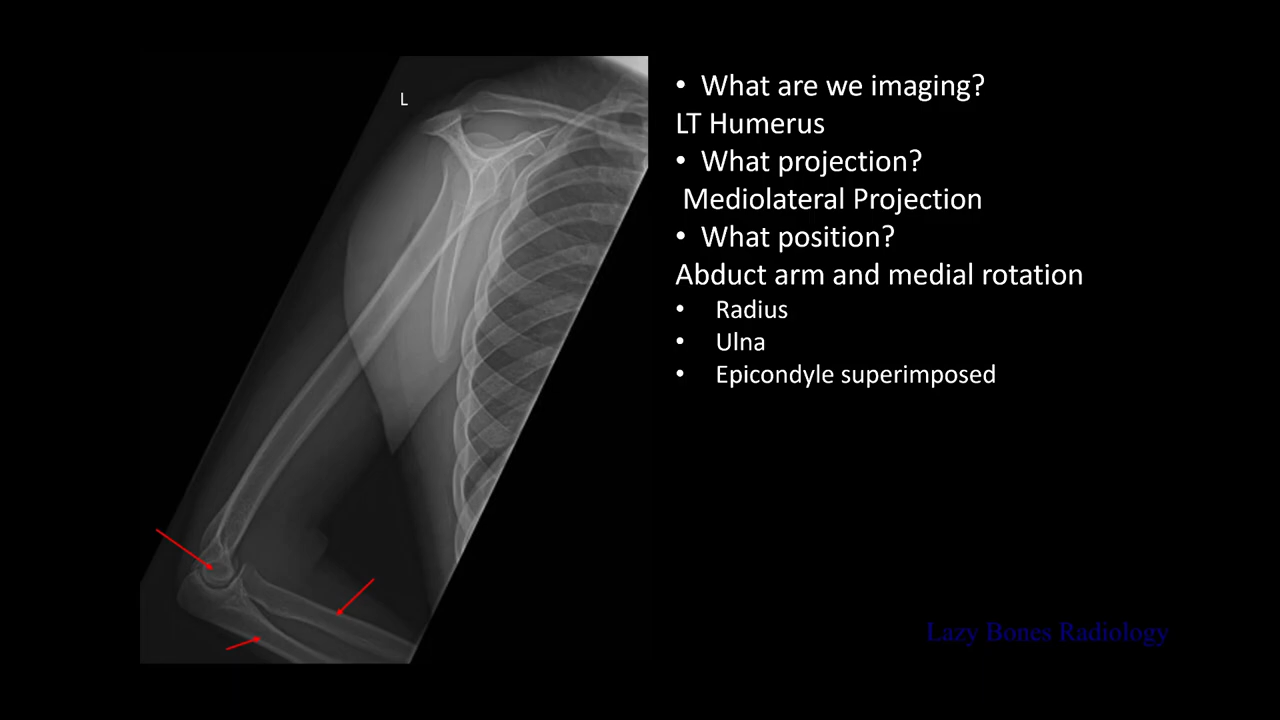 L
• What are we imaging?
LT Humerus
• What projection?
Mediolateral Projection
• What position?
Abduct arm and medial rotation
• Radius
• Ulna
• Epicondyle superimposed
Lazy Bones Radiology